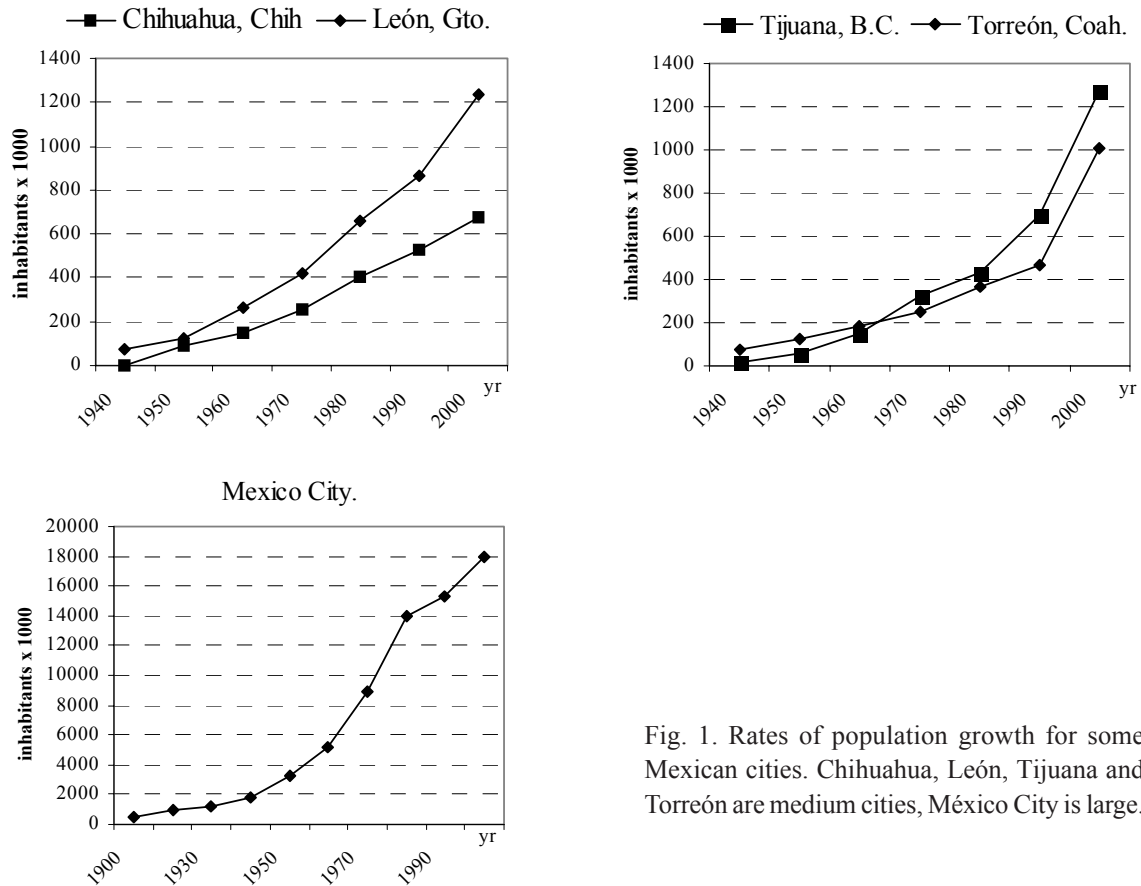 Chihuahua, Chih León, Gto.
1400
1200
1000
800
600
400
200
0
inhabitants x 1000
1940 1950 1960 1970 1980 1990 2000 yr
Tijuana, B.C. Torreón, Coah.
1400
1200
1000
800
600
400
200
0
inhabitants x 1000
1940 1950 1960 1970 1980 1990 2000 yr
Mexico City.
20000
18000
16000
14000
12000
10000
8000
6000
4000
2000
0
inhabitants x 1000
1900 1930 1950 1970 1990 yr
Fig. 1. Rates of population growth for some
Mexican cities. Chihuahua, León, Tijuana and
Torreón are medium cities, México City is large.